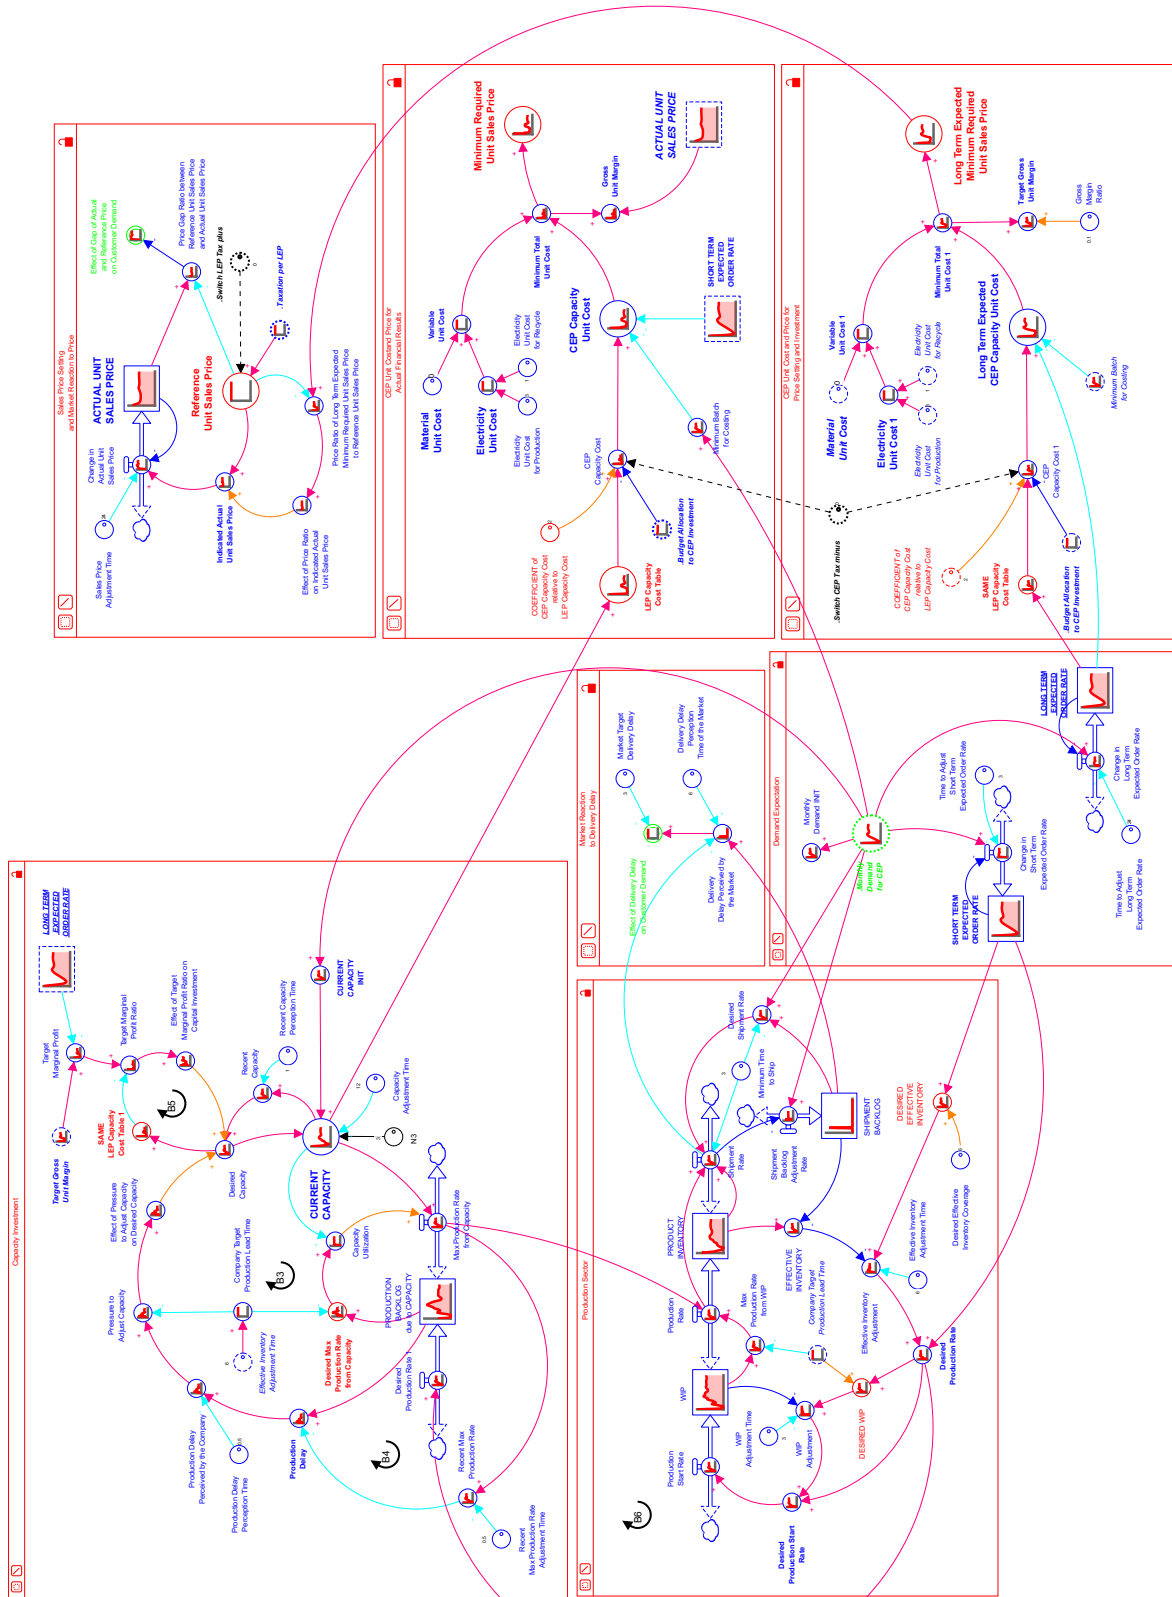 Capacity Investment
LONG TERM
EXPECTED
ORDER RATE
Target
Marginal Profit
Target Gross
Unit Margin
Target Marginal
Profit Ratio
Effect of Target
Marginal Profit Ratio on
Capital Investment
SAME
LEP Capacity
Cost Table 1
B5
Effect of Pressure
to Adjust Capacity
on Desired Capacity
Desired
Capacity
Recent
Capacity
Recent Capacity
Perception Time
1
CURRENT
CAPACITY
INIT
CURRENT
CAPACITY
12
Capacity
Adjustment Time
3
N3
Pressure to
Adjust Capacity
Company Target
Production Lead Time
B3
6
Effective Inventory
Adjustment Time
Desired Max
Production Rate
from Capacity
Capacity
Utilization
Max Production Rate
from Capacity
PRODUCTION
BACKLOG
due to CAPACITY
Desired
Production Rate 1
Production Delay
Perceived by the Company
0.5
Production Delay
Perception Time
Production
Delay
B4
Recent Max
Production Rate
0.5
Recent
Max Production Rate
Adjustment Time
Production Sector
B6
Production
Start Rate
WIP
Production
Rate
PRODUCT
INVENTORY
Shipment
Rate
Desired
Shipment Rate
3
Minimum Time
to Ship
Shipment
Backlog
Adjustment
Rate
SHIPMENT
BACKLOG
EFFECTIVE
INVENTORY
Max
Production Rate
from WIP
Company Target
Production Lead Time
WIP
Adjustment Time
3
WIP
Adjustment
DESIRED WIP
Desired
Production Start
Rate
Desired
Production Rate
Effective Inventory
Adjustment
Effective Inventory
Adjustment Time
6
DESIRED
EFFECTIVE
INVENTORY
Desired Effective
Inventory Coverage
Market Reaction
to Delivery Delay
3
Market Target
Delivery Delay
6
Delivery Delay
Perception
Time of the Market
Effect of Delivery Delay
on Customer Demand
Delivery
Delay Perceived by
the Market
Demand Expectation
Monthly
Demand INIT
Monthly
Demand
for CEP
Time to Adjust
Short Term
Expected Order Rate
3
SHORT TERM
EXPECTED
ORDER RATE
Change in
Short Term
Expected Order Rate
LONG TERM
EXPECTED
ORDER RATE
Change in
Long Term
Expected Order Rate
24
Time to Adjust
Long Term
Expected Order Rate
Sales Price Setting
and Market Reaction to Price
Effect of Gap of Actual
and Reference Price
on Customer Demand
Price Gap Ratio between
Reference Unit Sales Price
and Actual Unit Sales Price
ACTUAL UNIT
SALES PRICE
Change in
Actual Unit
Sales Price
24
Sales Price
Adjustment Time
.Switch LEP Tax plus
0
.Taxation per LEP
Reference
Unit Sales Price
Indicated Actual
Unit Sales Price
Effect of Price Ratio
on Indicated Actual
Unit Sales Price
Price Ratio of Long Term Expected
Minimum Required Unit Sales Price
to Reference Unit Sales Price
CEP Unit Cost and Price for
Actual Financial Results
Minimum Required
Unit Sales Price
ACTUAL UNIT
SALES PRICE
Gross
Unit Margin
Minimum Total
Unit Cost
Variable
Unit Cost
Material
Unit Cost
Electricity
Unit Cost
Electricity
Unit Cost
for Recycle
Electricity
Unit Cost
for Production
CEP Capacity
Unit Cost
SHORT TERM
EXPECTED
ORDER RATE
Minimum Batch
for Costing
CEP
Capacity Cost
COEFFICIENT of
CEP Capacity Cost
relative to
LEP Capacity Cost
.Budget Allocation
to CEP Investment
LEP Capacity
Cost Table
CEP Unit Cost and Price for
Price Setting and Investment
Long Term Expected
Minimum Required
Unit Sales Price
Target Gross
Unit Margin
0.1
Gross
Margin
Ratio
Minimum Total
Unit Cost 1
Variable
Unit Cost 1
Material
Unit Cost
Electricity
Unit Cost 1
Electricity
Unit Cost
for Recycle
Electricity
Unit Cost
for Production
Long Term Expected
CEP Capacity Unit Cost
Minimum Batch
for Costing
CEP
Capacity Cost 1
.Switch CEP Tax minus
COEFFICIENT of
CEP Capacity Cost
relative to
LEP Capacity Cost
2
SAME
LEP Capacity
Cost Table
.Budget Allocation
to CEP Investment